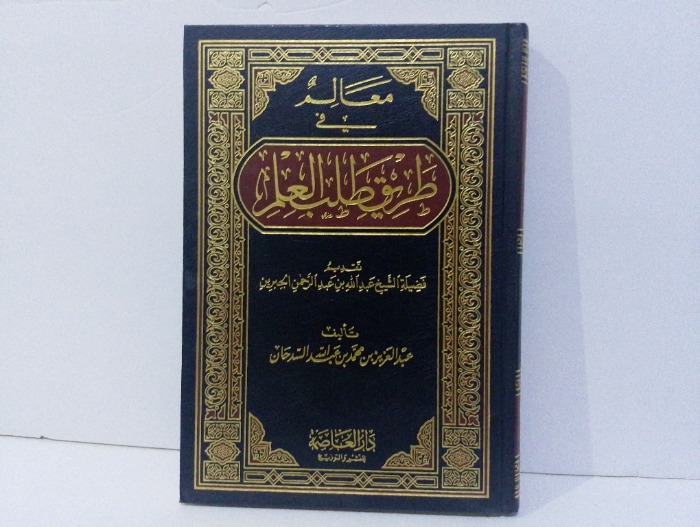 معالم
في
طريق طلب العلم
تقديم
فضيلة الشيخ عبد الله بن عبد الرحمن الجبرين
تأليف
عبد العزيز بن محمد بن عبد الله السدحان
دار العاصمة
للنشر والتوزيع